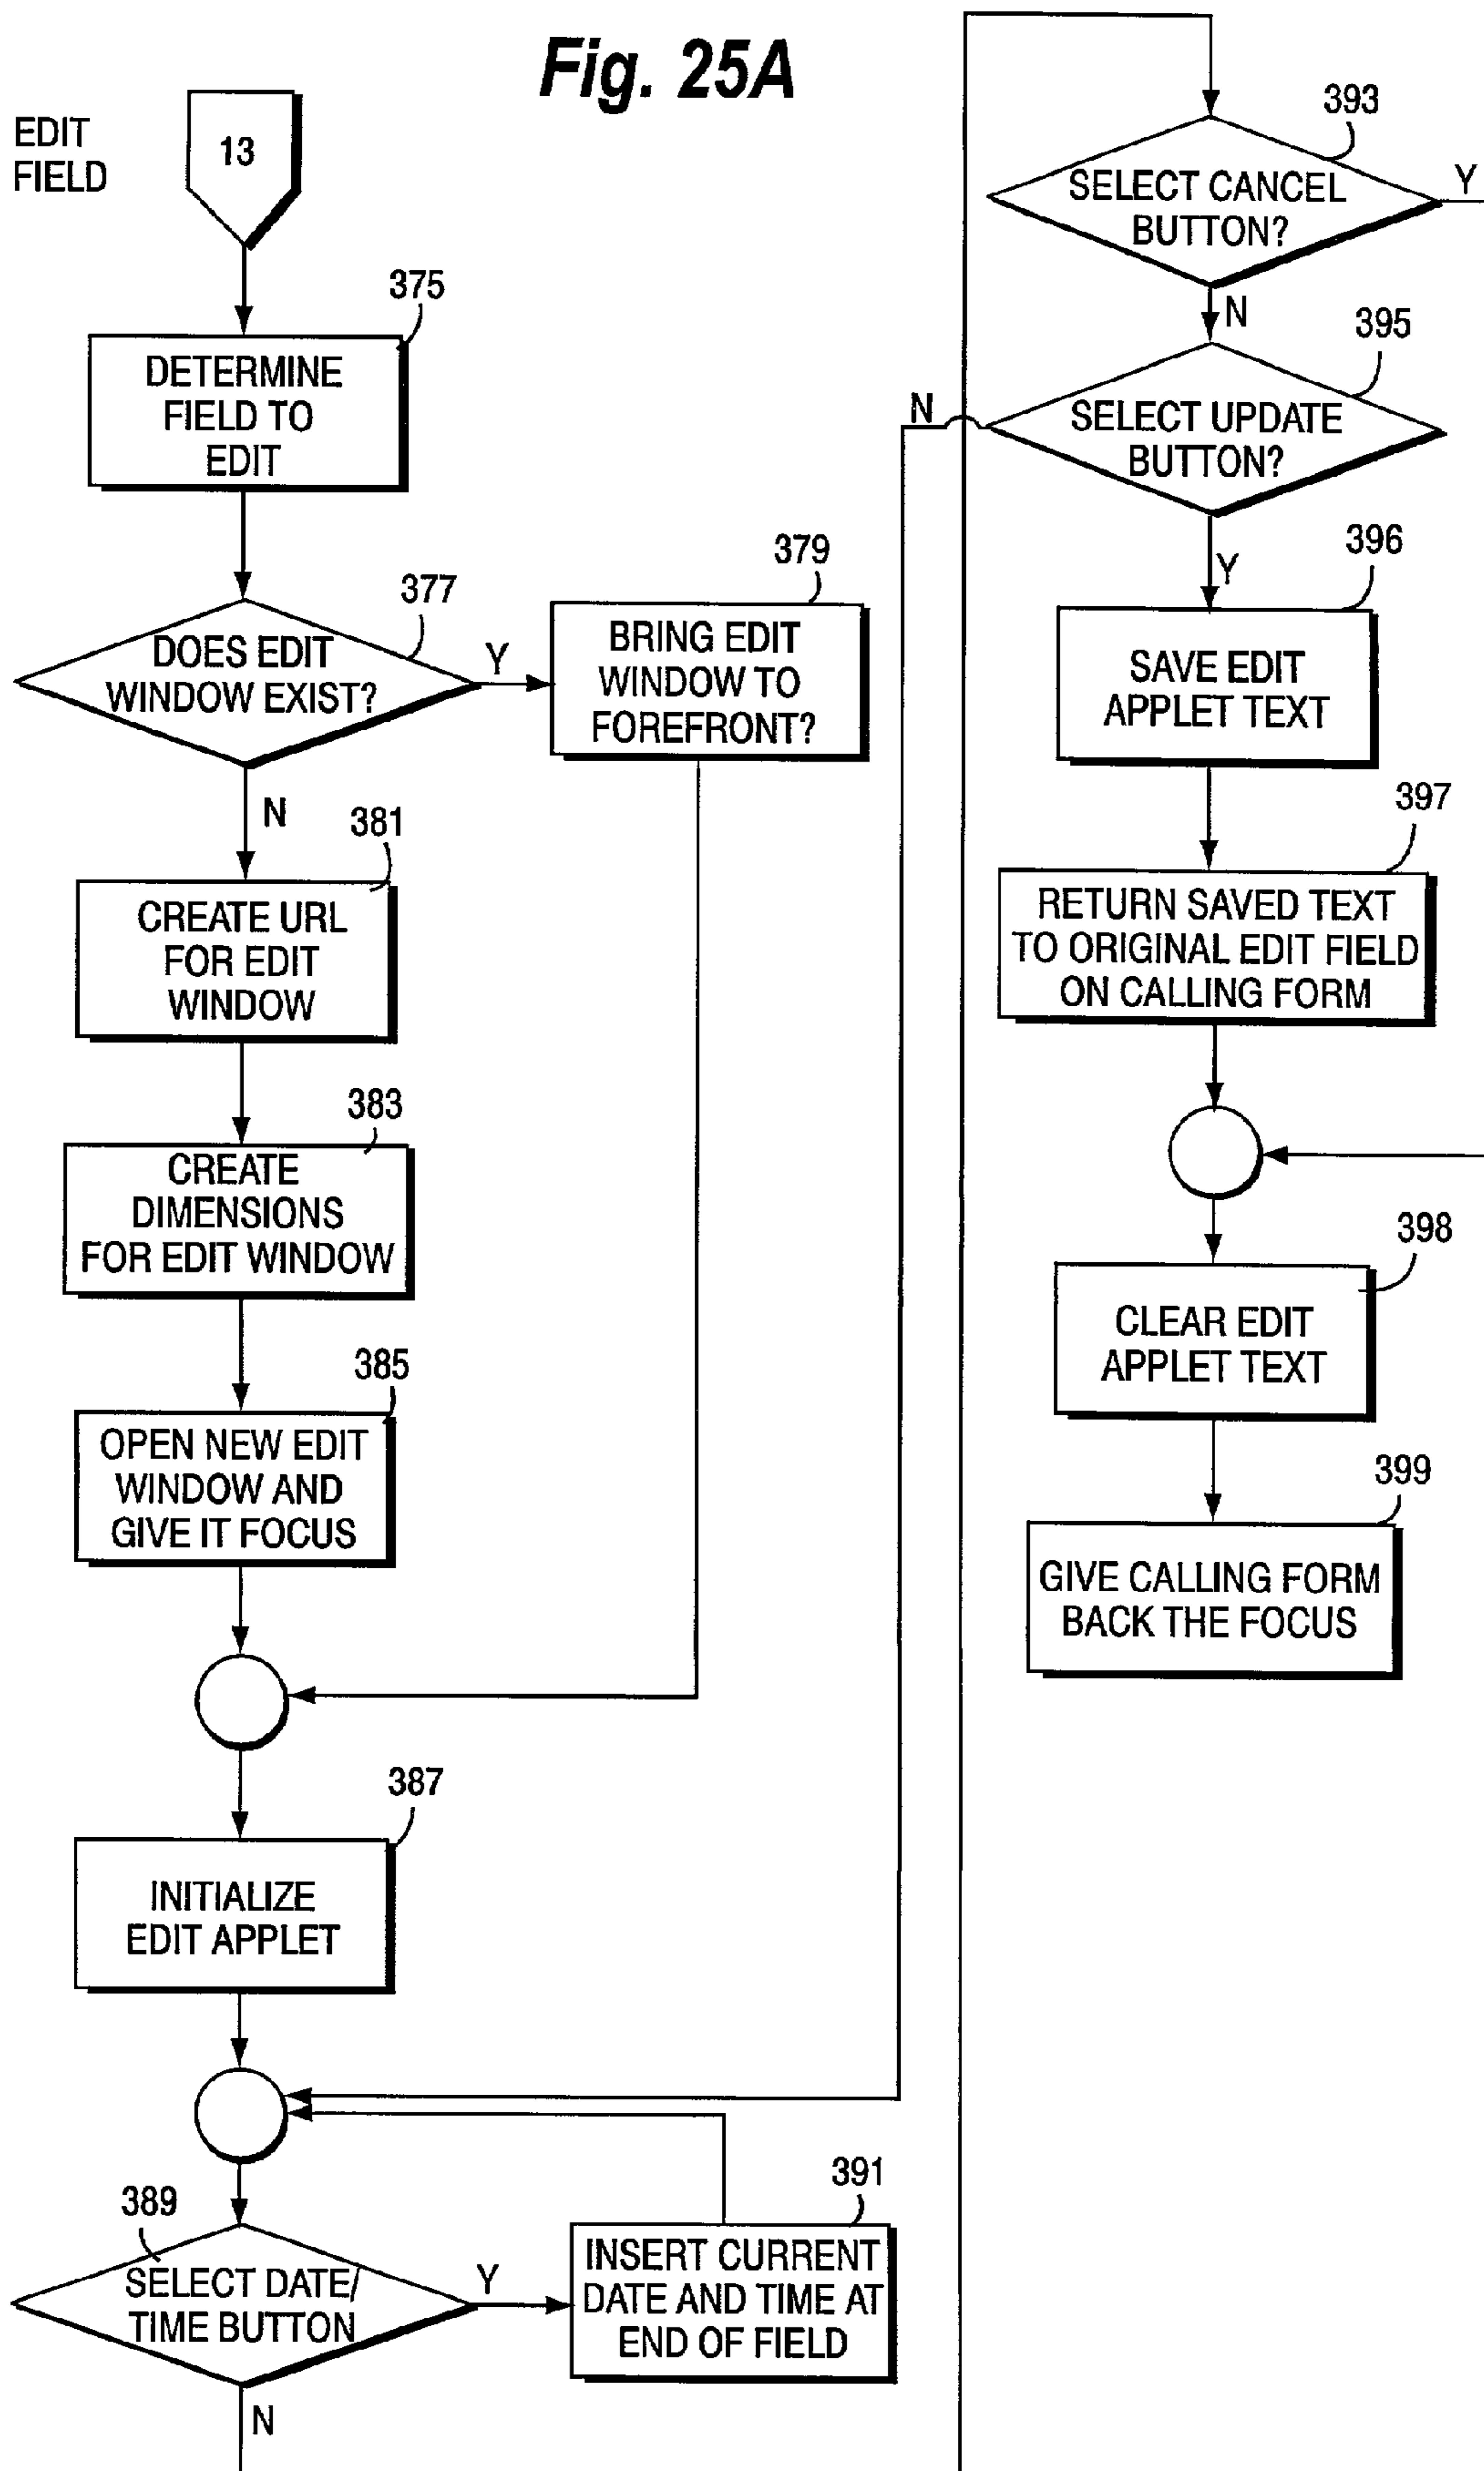 Fig. 25A
EDIT
FIELD
13
375
DETERMINE
FIELD TO
EDIT
377
DOES EDIT
WINDOW EXIST?
Y
N
379
BRING EDIT
WINDOW TO
FOREFRONT?
381
CREATE URL
FOR EDIT
WINDOW
383
CREATE
DIMENSIONS
FOR EDIT WINDOW
385
OPEN NEW EDIT
WINDOW AND
GIVE IT FOCUS
387
INITIALIZE
EDIT APPLET
389
SELECT DATE/
TIME BUTTON
Y
N
391
INSERT CURRENT
DATE AND TIME AT
END OF FIELD
393
SELECT CANCEL
BUTTON?
Y
N
395
SELECT UPDATE
BUTTON?
N
Y
396
SAVE EDIT
APPLET TEXT
397
RETURN SAVED TEXT
TO ORIGINAL EDIT FIELD
ON CALLING FORM
398
CLEAR EDIT
APPLET TEXT
399
GIVE CALLING FORM
BACK THE FOCUS